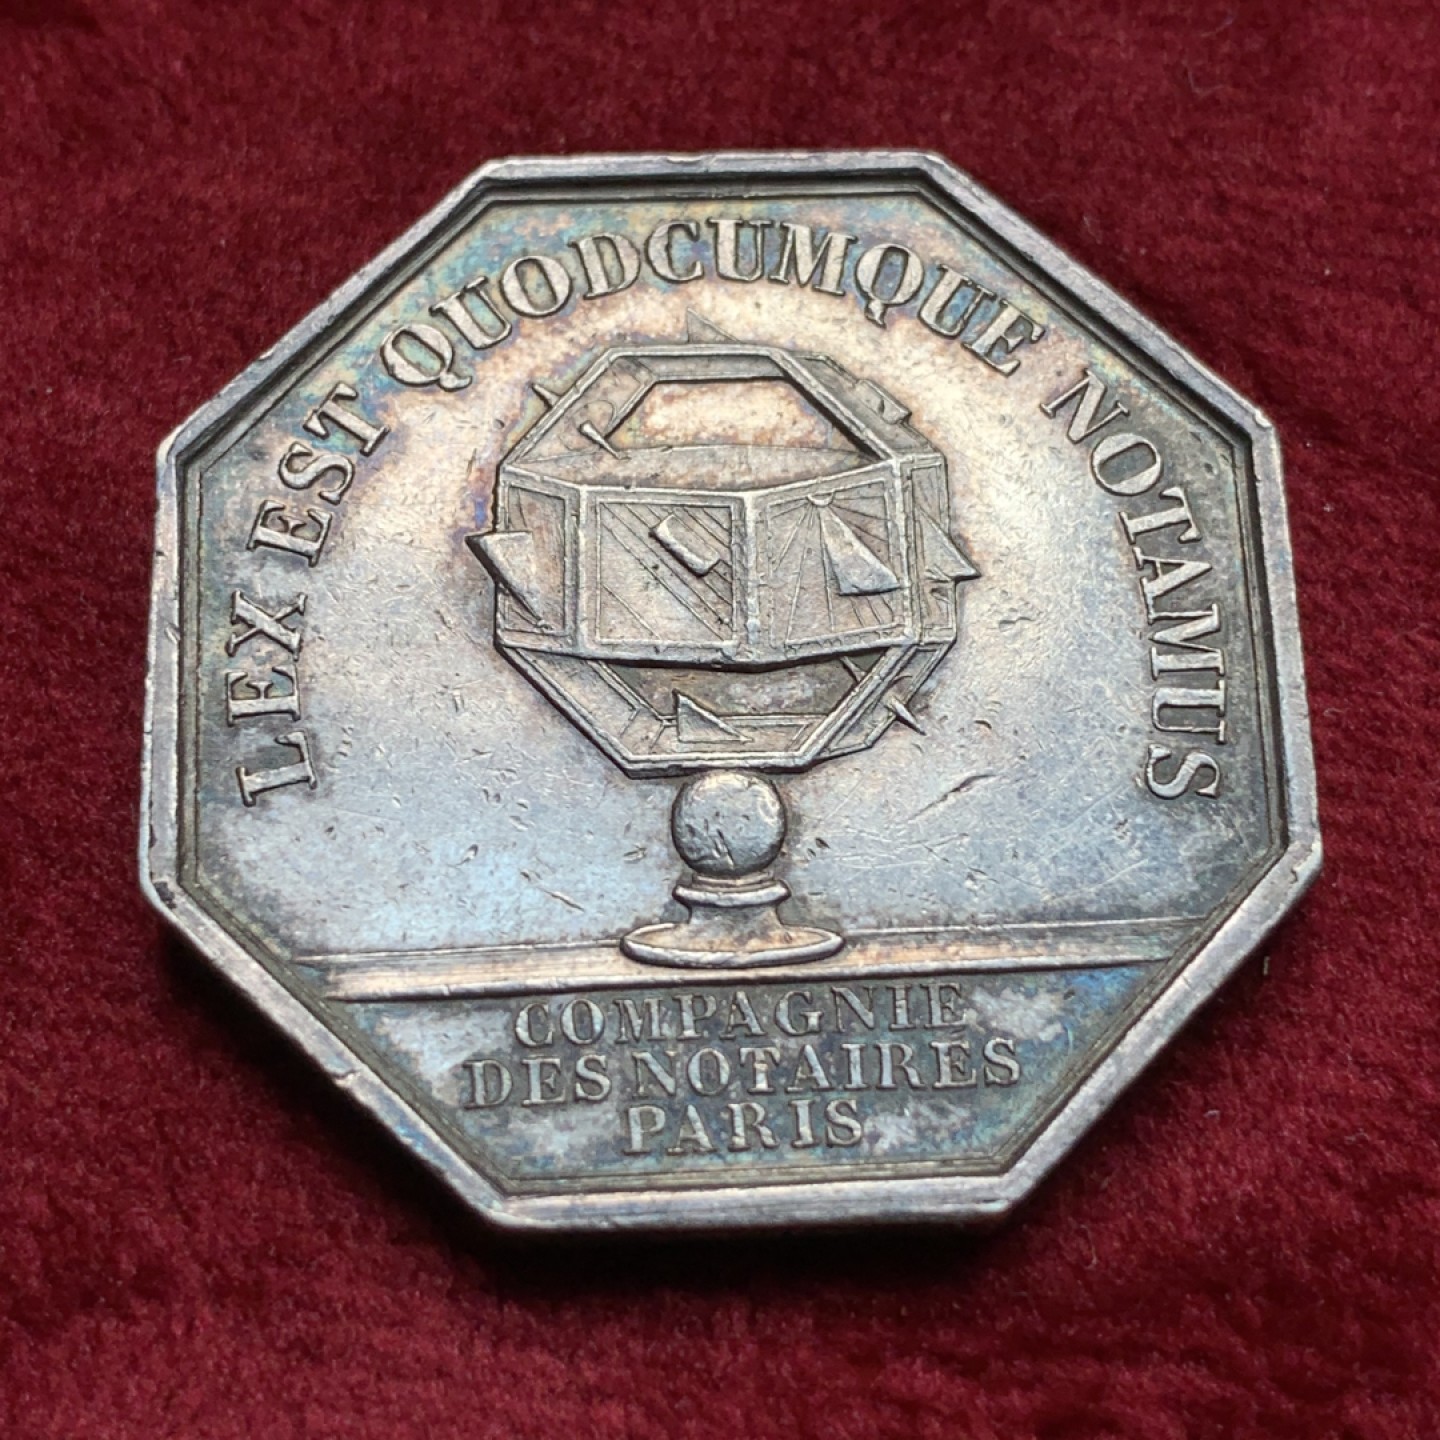 LEX EST QUODCUMQUE NOTAMUS
COMPAGNIE
DES NOTAIRES
PARIS